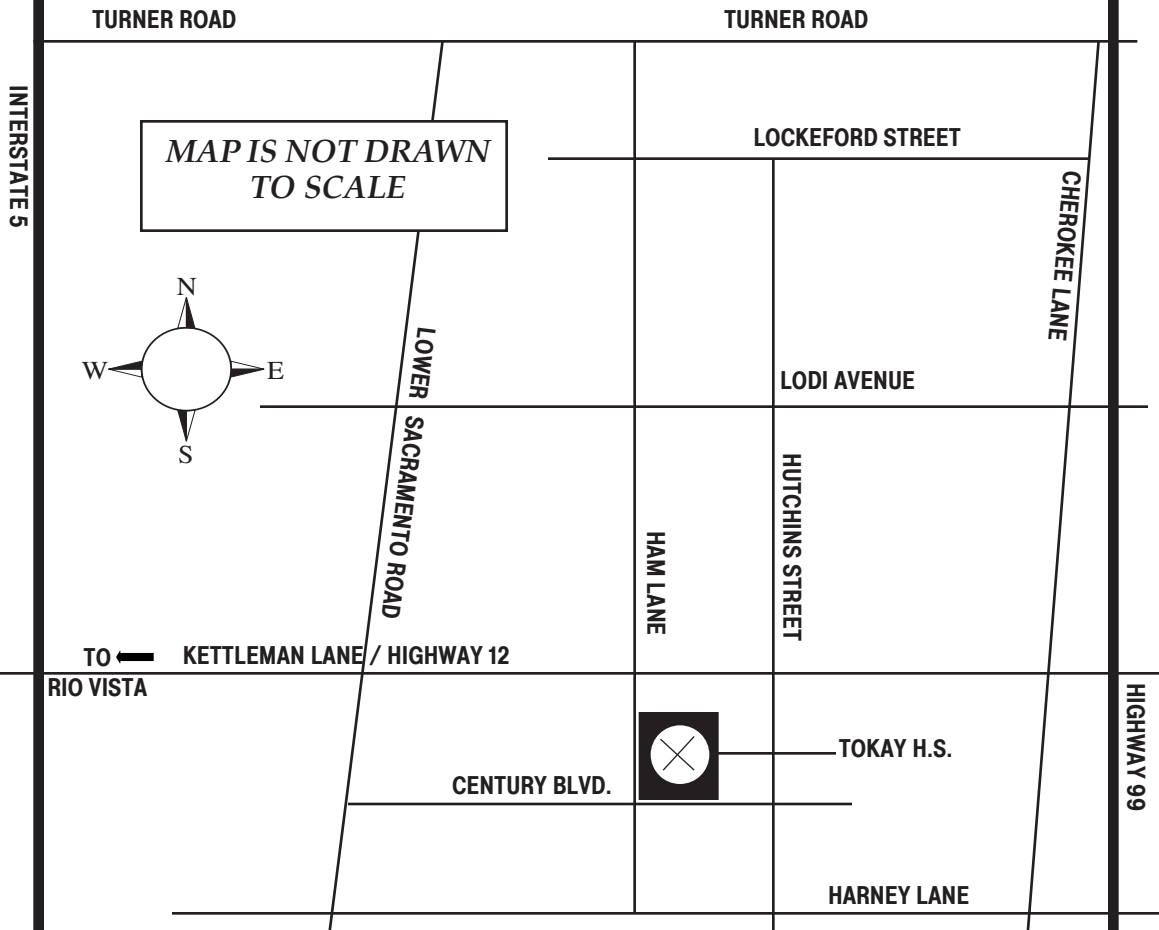 TURNER ROAD
TURNER ROAD
INTERSTATE 5
MAP IS NOT DRAWN
TO SCALE
LOCKEFORD STREET
CHEROKEE LANE
N
W
E
S
LOWER SACRAMENTO ROAD
LODI AVENUE
HUTCHINS STREET
HAM LANE
TO
KETTLEMAN LANE / HIGHWAY 12
RIO VISTA
HIGHWAY 99
TOKAY H.S.
CENTURY BLVD.
HARNEY LANE